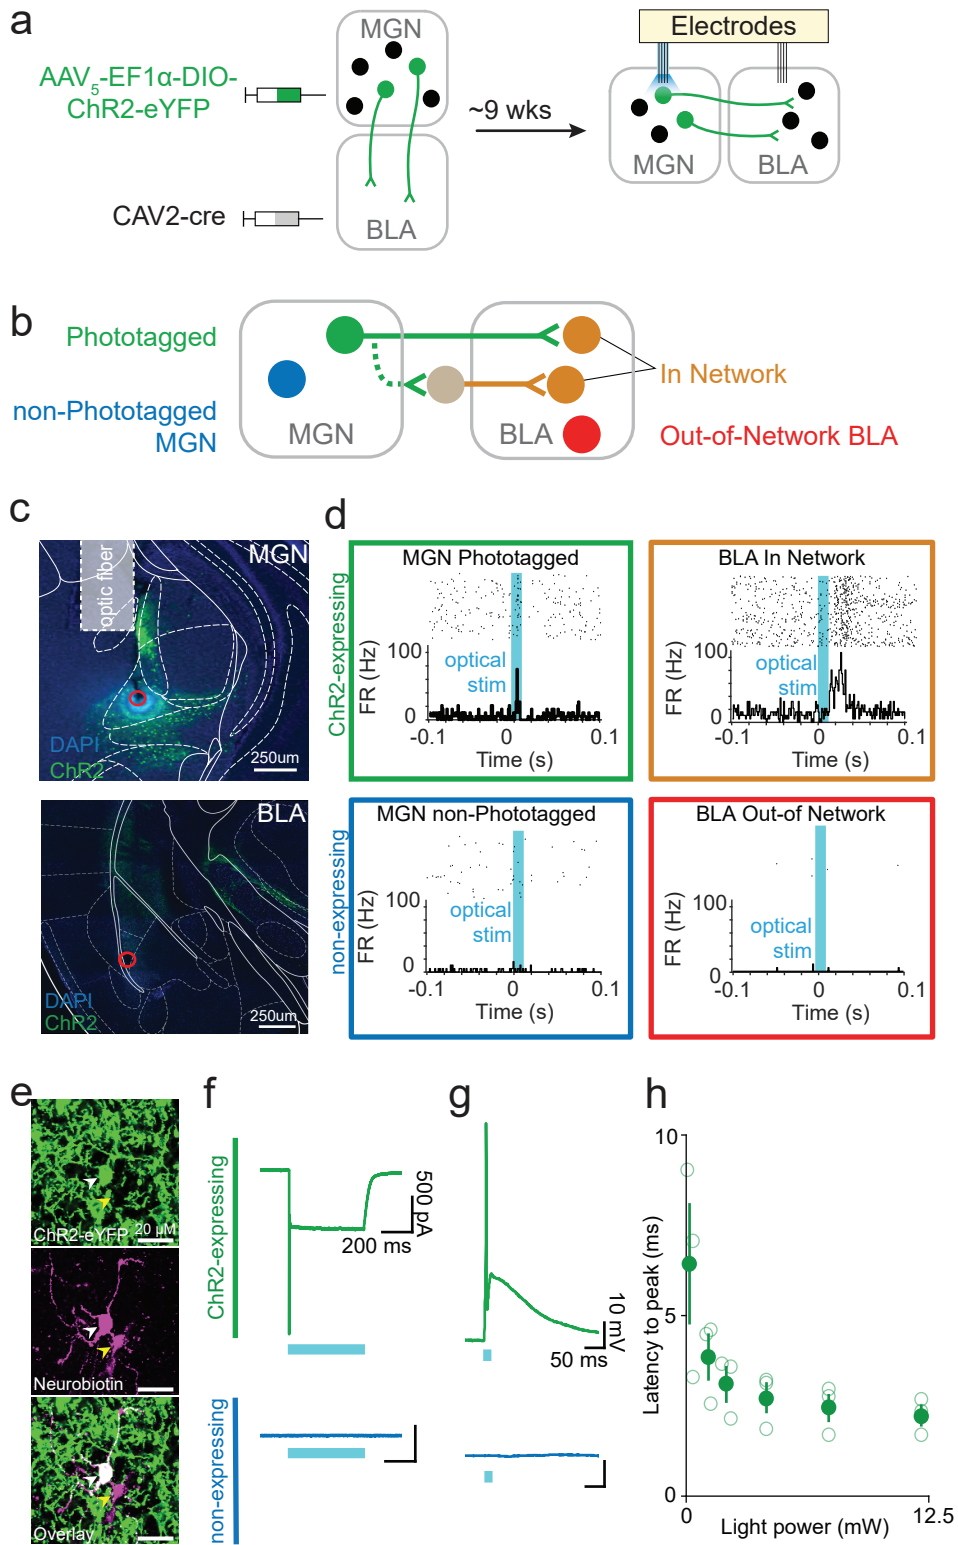 a
MGN
AAV5-EF1α-DIO-
ChR2-eYFP
CAV2-cre
BLA
~9 wks
Electrodes
MGN
BLA
b
Phototagged
non-Phototagged
MGN
MGN
BLA
In Network
Out-of-Network BLA
c
optic fiber
MGN
DAPI
ChR2
250um
BLA
DAPI
ChR2
250um
d
ChR2-expressing
MGN Phototagged
optical
stim
FR (Hz)
100
0
-0.1
0
0.1
Time (s)
BLA In Network
optical
stim
FR (Hz)
100
0
-0.1
0
0.1
Time (s)
non-expressing
MGN non-Phototagged
optical
stim
FR (Hz)
100
0
-0.1
0
0.1
Time (s)
BLA Out-of Network
optical
stim
FR (Hz)
100
0
-0.1
0
0.1
Time (s)
e
ChR2-eYFP
20 µM
Neurobiotin
Overlay
f
ChR2-expressing
500 pA
200 ms
non-expressing
g
10 mV
50 ms
h
10
5
0
Latency to peak (ms)
0
12.5
Light power (mW)